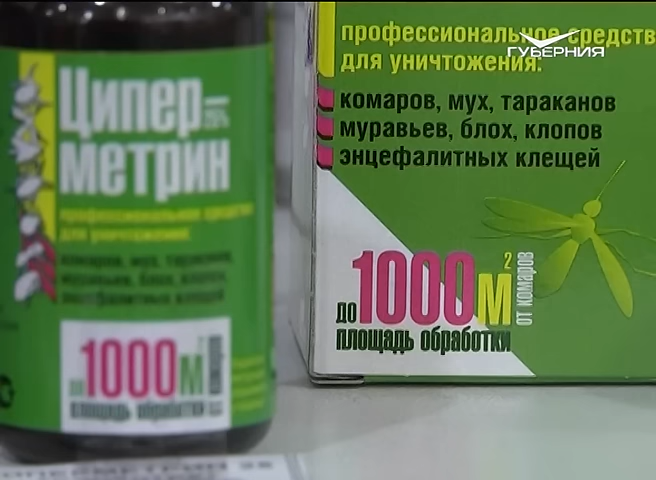 ГУБЕРНИЯ
профессиональное средств
для уничтожения:
комаров, мух, тараканов
муравьев, блох, клопов
энцефалитных клещей
до 1000 м2
от комаров
площадь обработки
Ципер
25%
метрин
профессиональное средство
для уничтожения:
комаров, мух, тараканов,
муравьев, блох, клопов,
энцефалитных клещей
до 1000 м2
площадь обработки